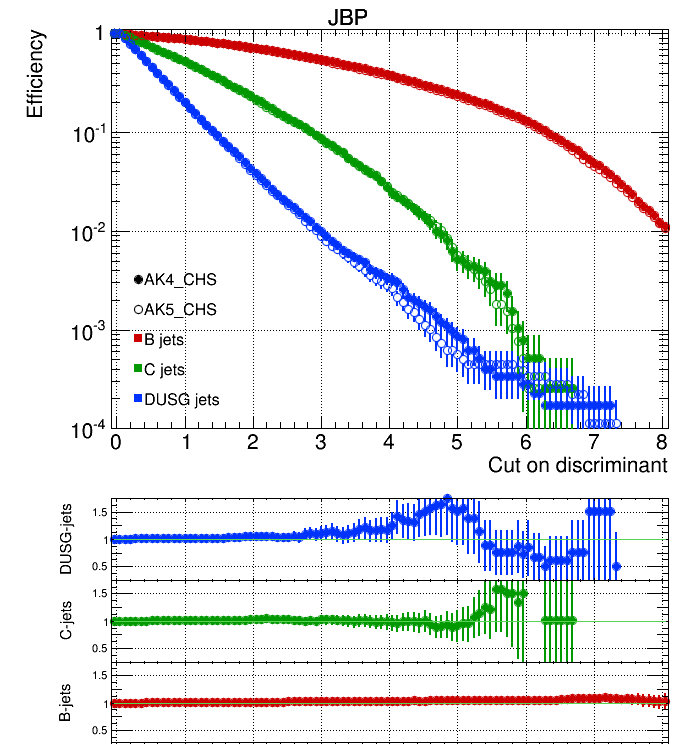 JBP
Efficiency
1
10^-1
10^-2
10^-3
10^-4
AK4_CHS
AK5_CHS
B jets
C jets
DUSG jets
0 1 2 3 4 5 6 7 8
Cut on discriminant
DUSG-jets
1.5
1
0.5
C-jets
1.5
1
0.5
B-jets
1.5
1
0.5